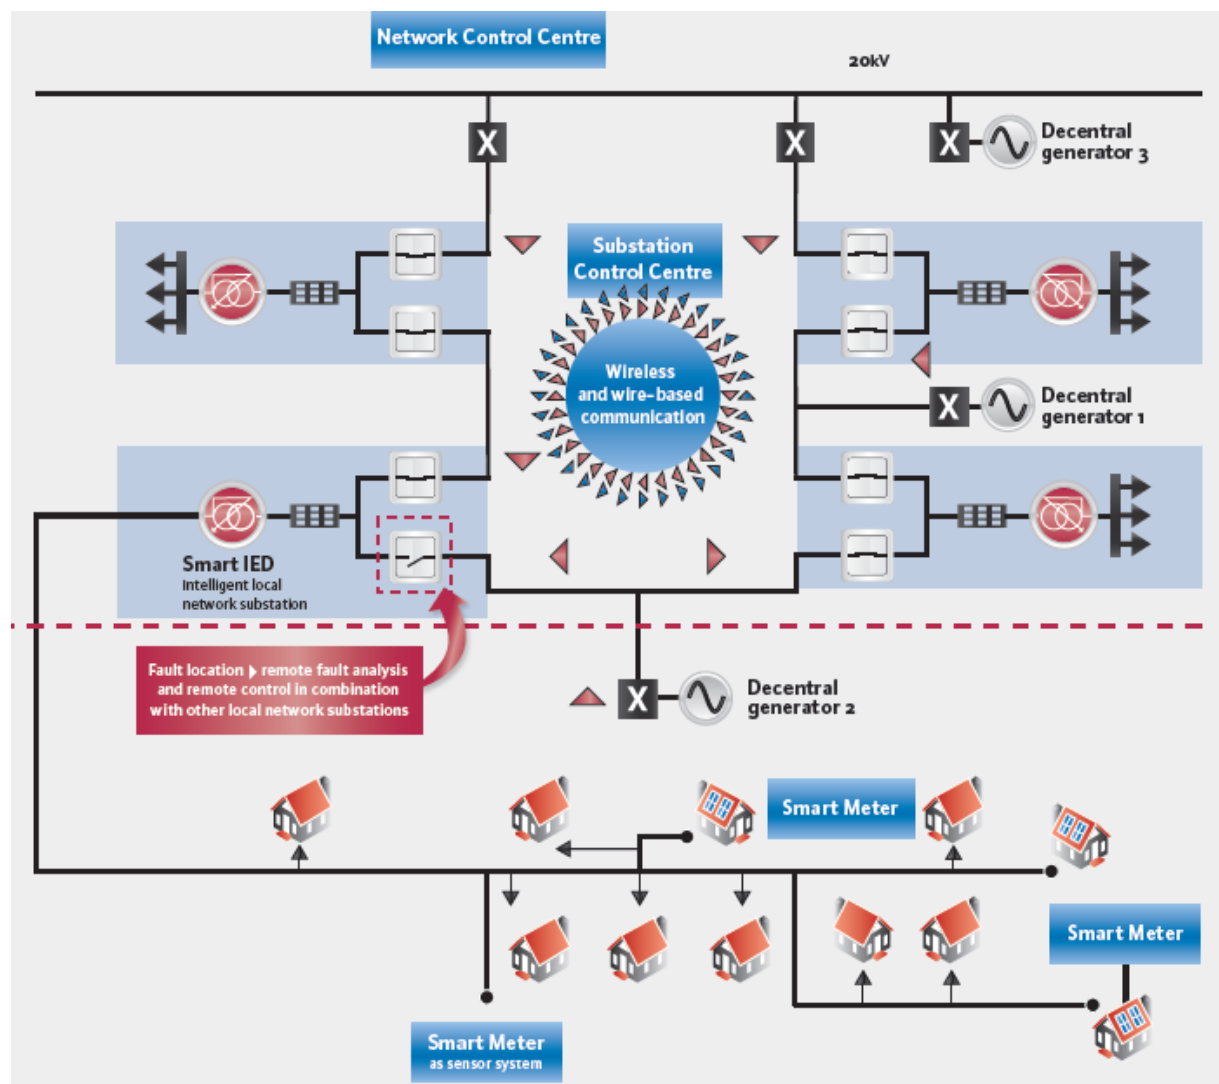 Network Control Centre
20kV
X
X
X
Decentral
generator 3
Substation
Control Centre
Wireless
and wire-based
communication
X
Decentral
generator 1
Smart IED
Intelligent local
network substation
Fault location ▸ remote fault analysis
and remote control in combination
with other local network substations
X
Decentral
generator 2
Smart Meter
Smart Meter
Smart Meter
as sensor system